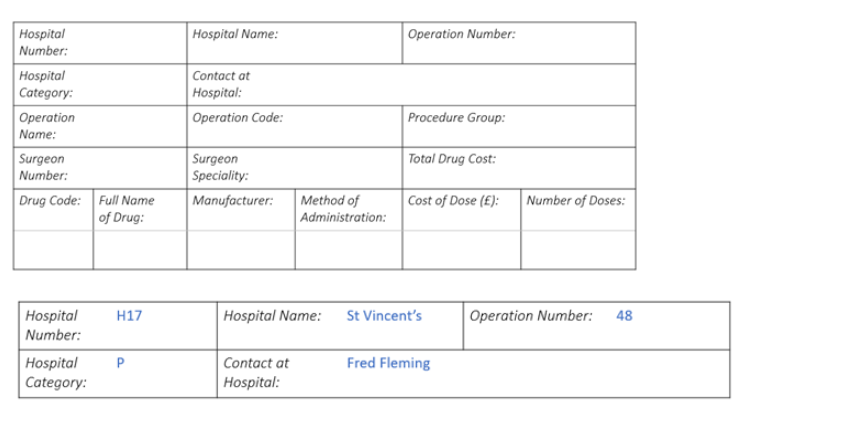 Hospital Number:
Hospital Name:
Operation Number:
Hospital Category:
Contact at Hospital:
Operation Name:
Operation Code:
Procedure Group:
Surgeon Number:
Surgeon Speciality:
Total Drug Cost:
Drug Code:
Full Name of Drug:
Manufacturer:
Method of Administration:
Cost of Dose (£):
Number of Doses:
Hospital Number: H17
Hospital Name: St Vincent's
Operation Number: 48
Hospital Category: P
Contact at Hospital: Fred Fleming